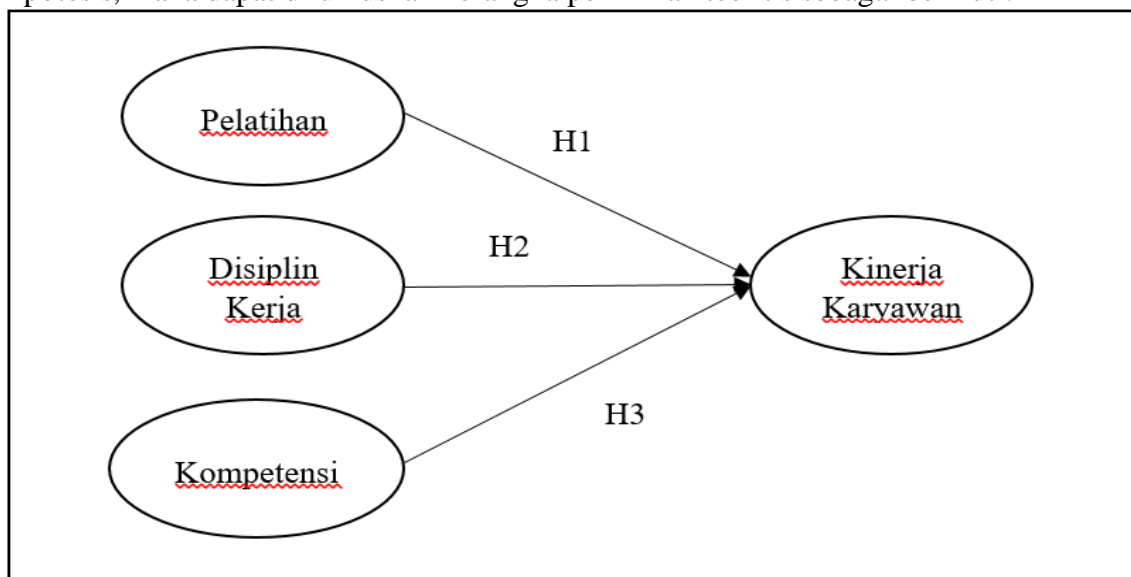 Pelatihan
H1
H2
Disiplin
Kerja
Kinerja
Karyawan
H3
Kompetensi